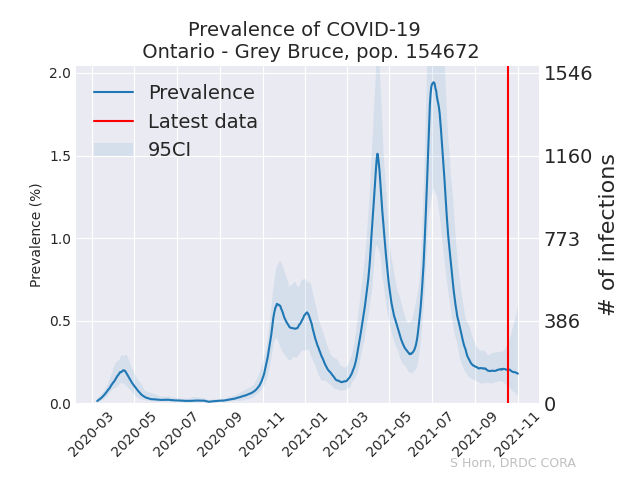 Prevalence of COVID-19
Ontario - Grey Bruce, pop. 154672
Prevalence
Latest data
95CI
Prevalence (%)
2.0
1.5
1.0
0.5
0.0
1546
1160
773
386
0
# of infections
2020-03
2020-05
2020-07
2020-09
2020-11
2021-01
2021-03
2021-05
2021-07
2021-09
2021-11
S Horn, DRDC CORA